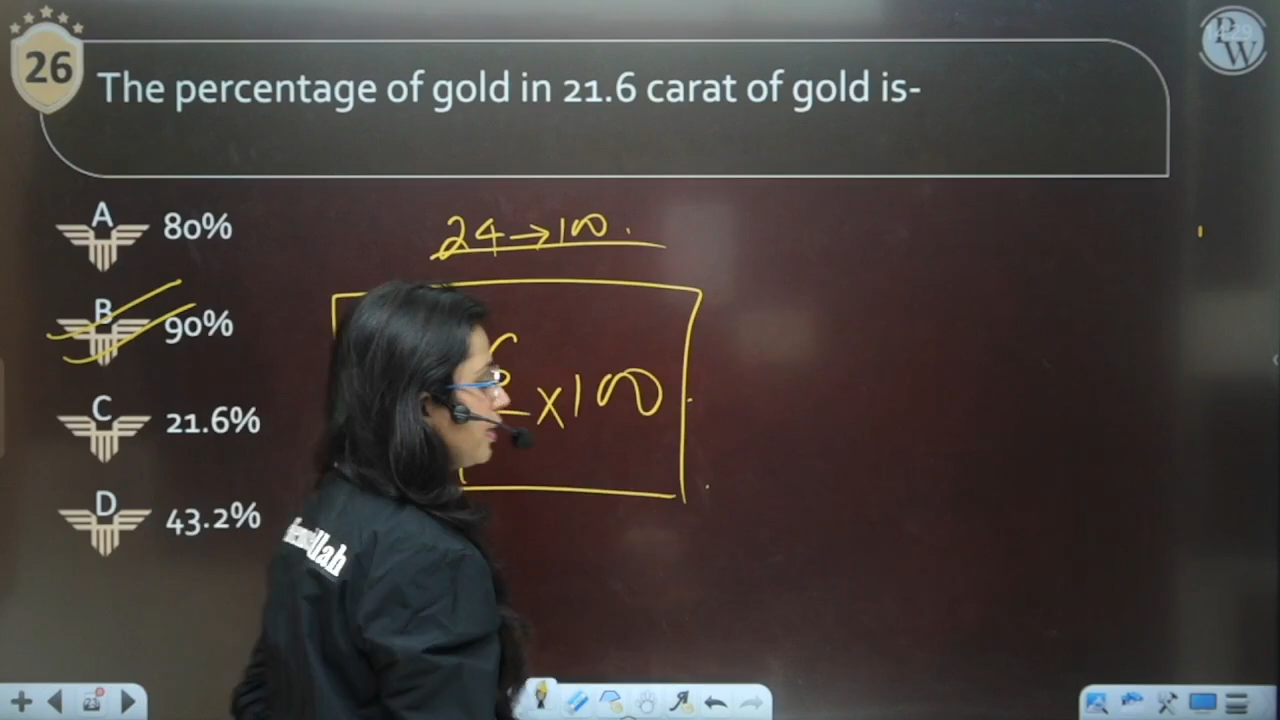 26
The percentage of gold in 21.6 carat of gold is-
PW
A 80%
24→100.
B 90%
x100
C 21.6%
D 43.2%